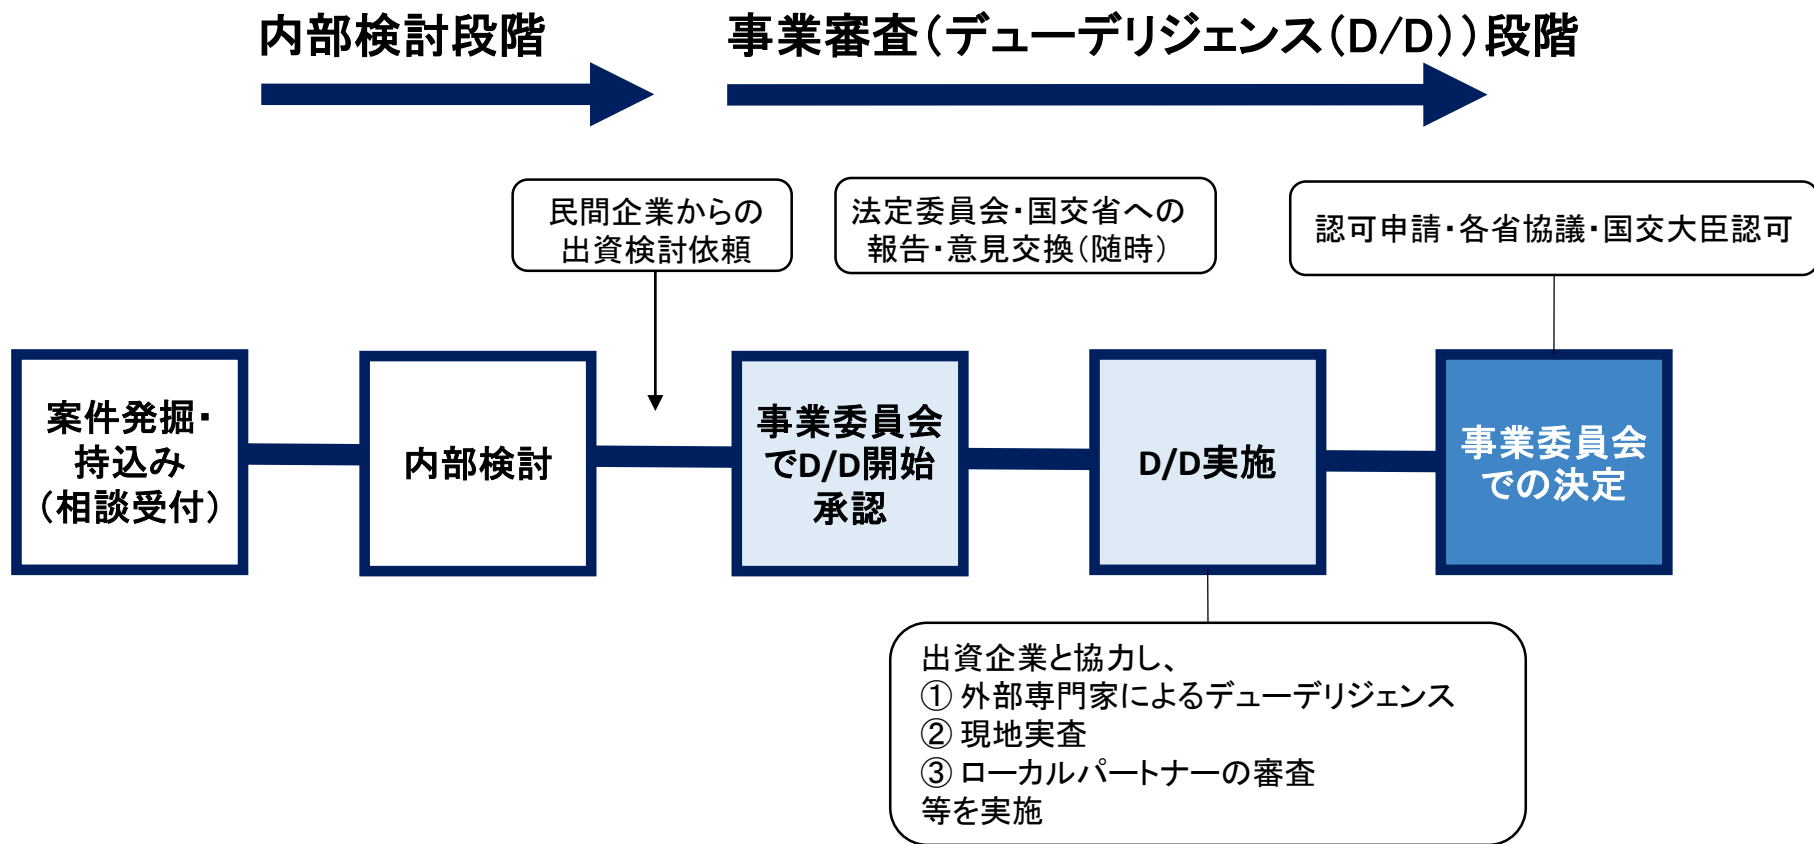 内部検討段階
事業審査(デューデリジェンス(D/D))段階
民間企業からの
出資検討依頼
法定委員会・国交省への
報告・意見交換(随時)
認可申請・各省協議・国交大臣認可
案件発掘・
持込み
(相談受付)
内部検討
事業委員会
でD/D開始
承認
D/D実施
事業委員会
での決定
出資企業と協力し、
① 外部専門家によるデューデリジェンス
② 現地実査
③ ローカルパートナーの審査
等を実施